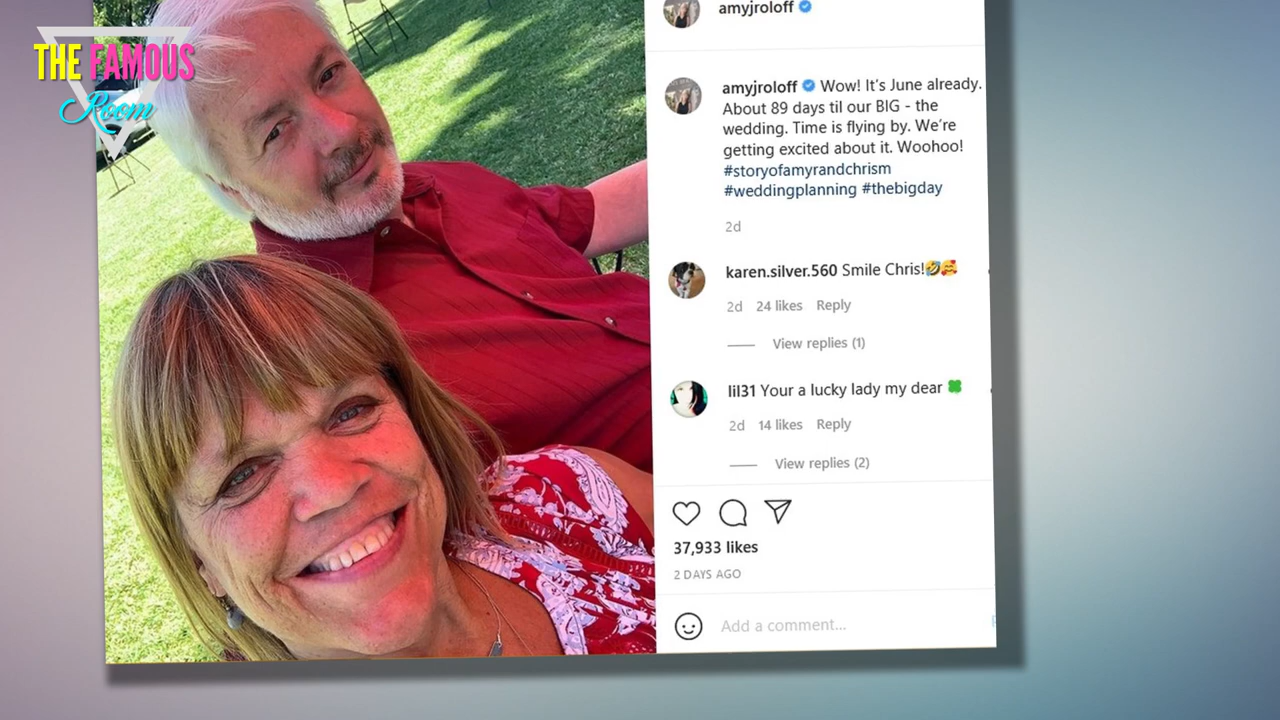 THE FAMOUS
Room
amyjroloff
amyjroloff Wow! It's June already.
About 89 days til our BIG - the
wedding. Time is flying by. We're
getting excited about it. Woohoo!
#storyofamyrandchrism
#weddingplanning #thebigday
2d
karen.silver.560 Smile Chris!🤣🥰
2d 24 likes Reply
View replies (1)
lil31 Your a lucky lady my dear 🍀
2d 14 likes Reply
View replies (2)
37,933 likes
2 DAYS AGO
Add a comment...